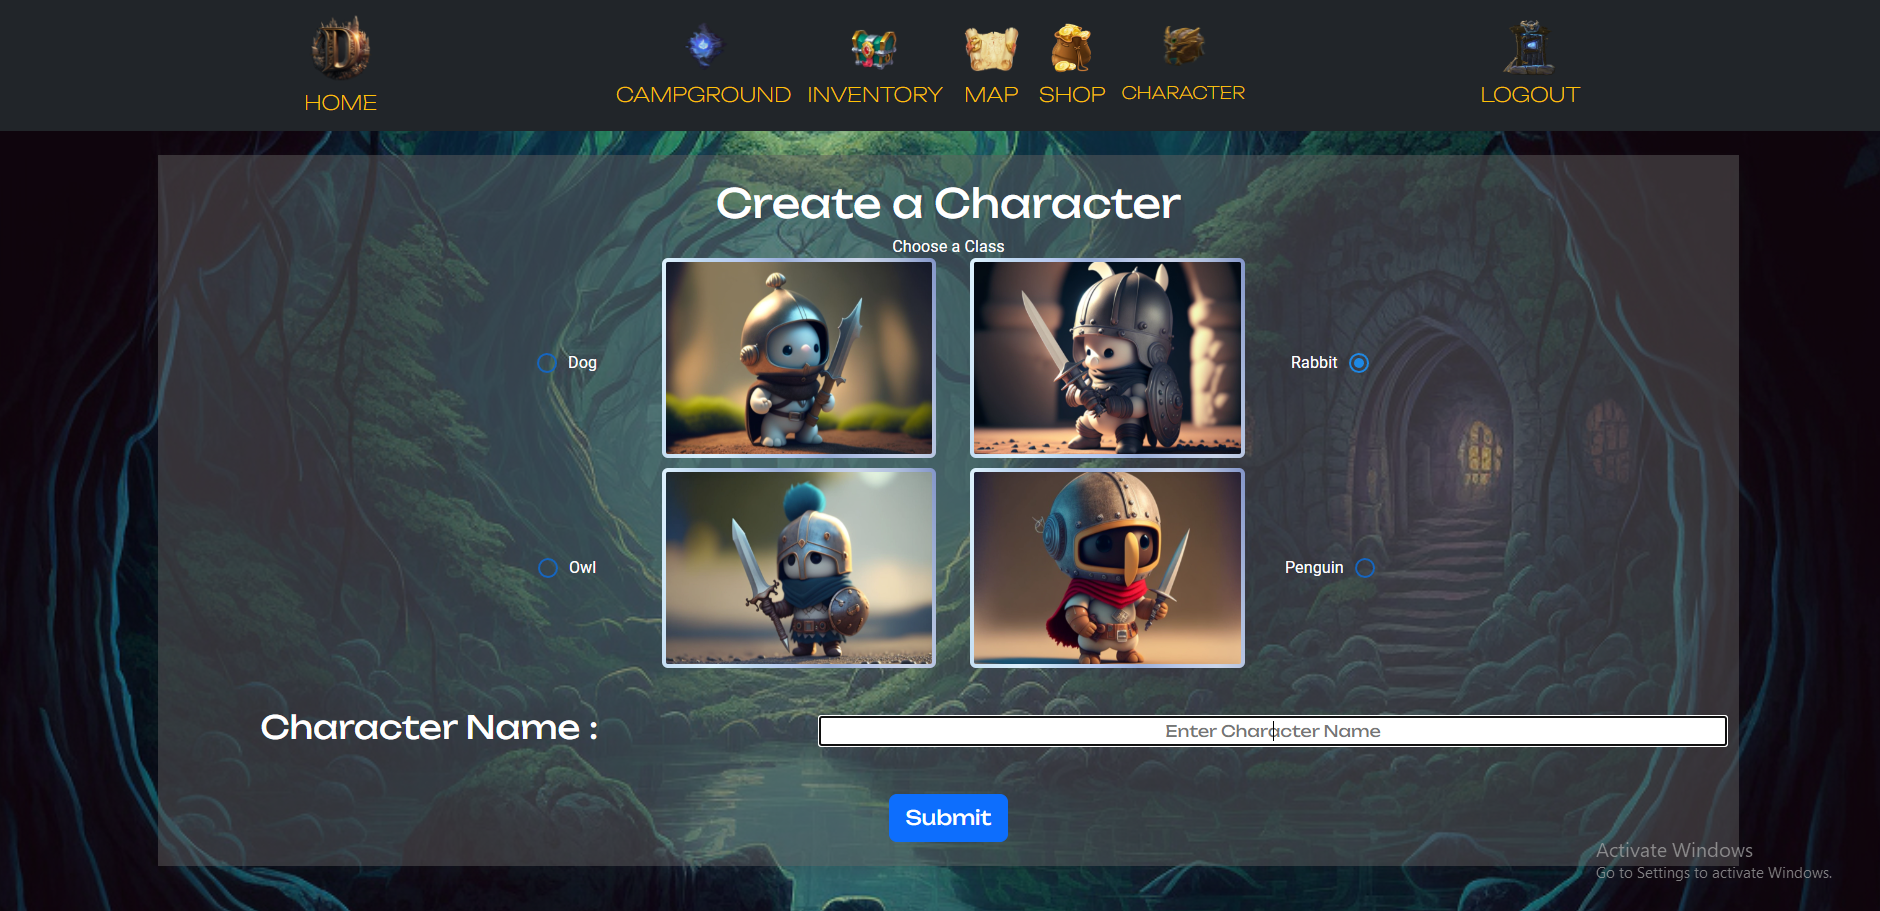 HOME
CAMPGROUND
INVENTORY
MAP
SHOP
CHARACTER
LOGOUT
Create a Character
Choose a Class
Dog
Rabbit
Owl
Penguin
Character Name :
Enter Character Name
Submit
Activate Windows
Go to Settings to activate Windows.